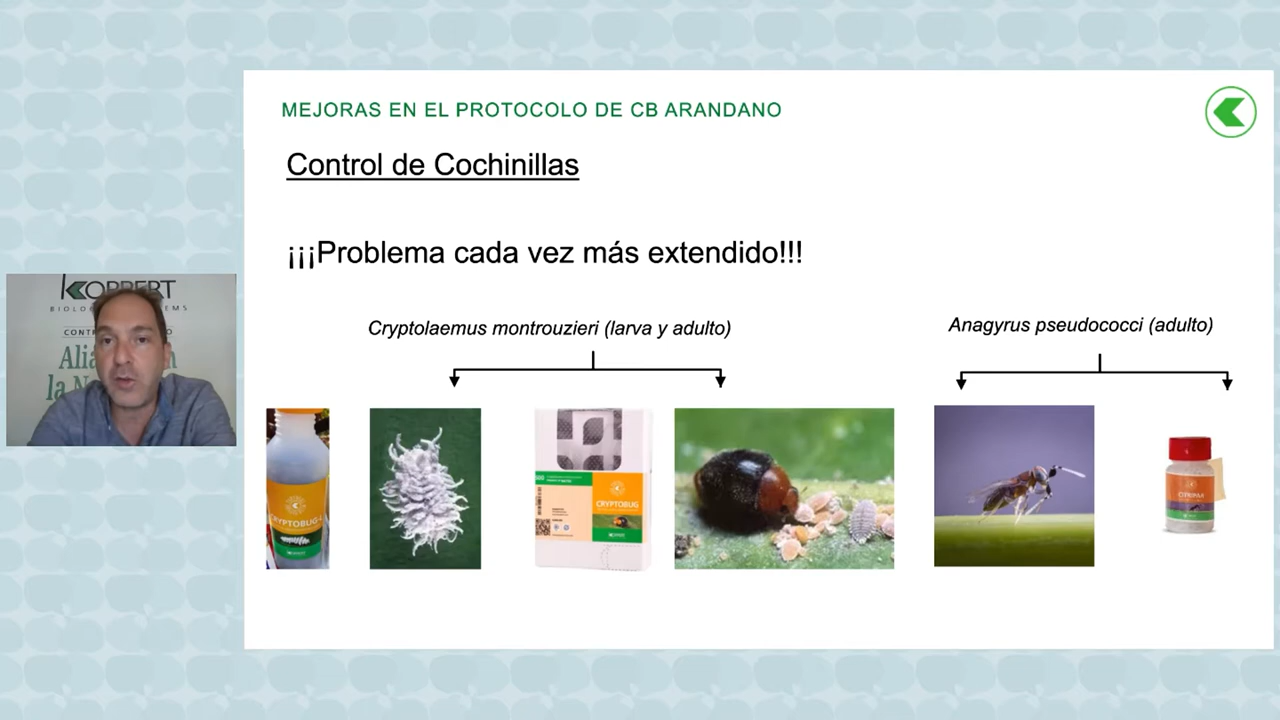 MEJORAS EN EL PROTOCOLO DE CB ARANDANO
Control de Cochinillas
¡¡¡Problema cada vez más extendido!!!
Cryptolaemus montrouzieri (larva y adulto)
Anagyrus pseudococci (adulto)
KOPPERT
CRYPTOBUG-L
CRYPTOBUG
CITRIPAR